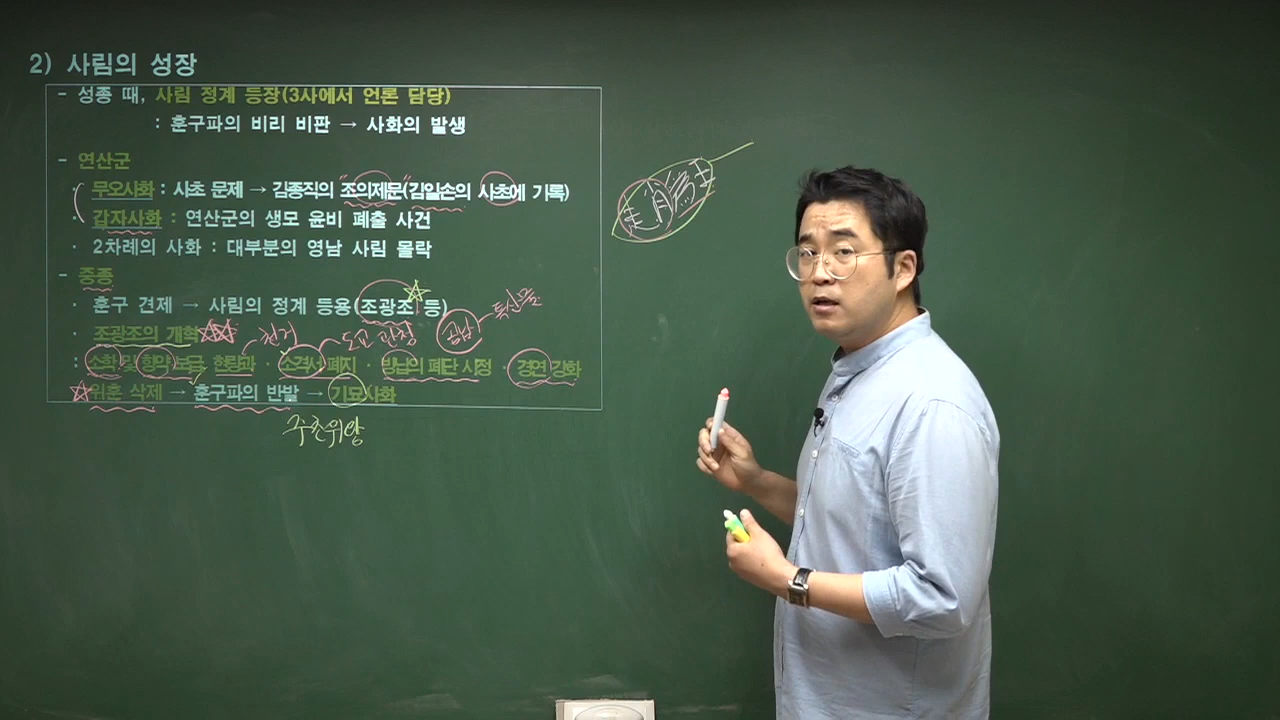 2) 사림의 성장
- 성종 때, 사림 정계 등장(3사에서 언론 담당)
: 훈구파의 비리 비판 → 사화의 발생
- 연산군
· 무오사화 : 사초 문제 → 김종직의 "조의제문"(김일손의 사초에 기록)
· 갑자사화 : 연산군의 생모 윤비 폐출 사건
· 2차례의 사화 : 대부분의 영남 사림 몰락
- 중종
· 훈구 견제 → 사림의 정계 등용(조광조 등)
· 조광조의 개혁
천거
도교 관청
공납
특산물
: 소학 및 향약 보급, 현량과 · 소격서 폐지 · 방납의 폐단 시정 · 경연 강화
위훈 삭제 → 훈구파의 반발 → 기묘사화
주초위왕
走肖爲王